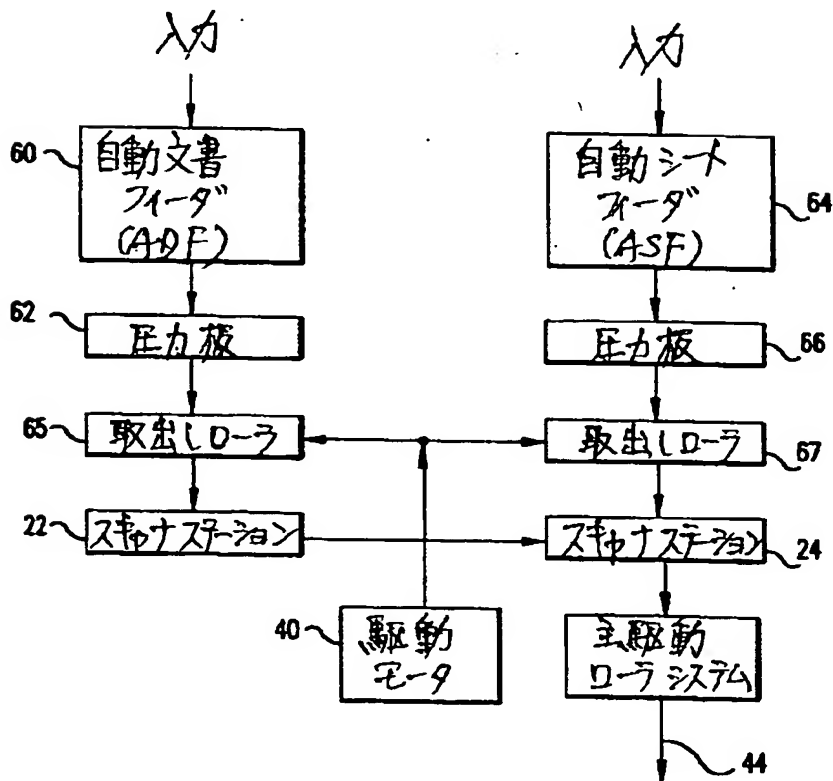 入力
入力
60
自動文書
フィーダ
(ADF)
自動シート
フィーダ
(ASF)
64
62
圧力板
圧力板
66
65
取出しローラ
取出しローラ
67
22
スキャナステーション
スキャナステーション
24
40
駆動
モータ
主駆動
ローラシステム
44